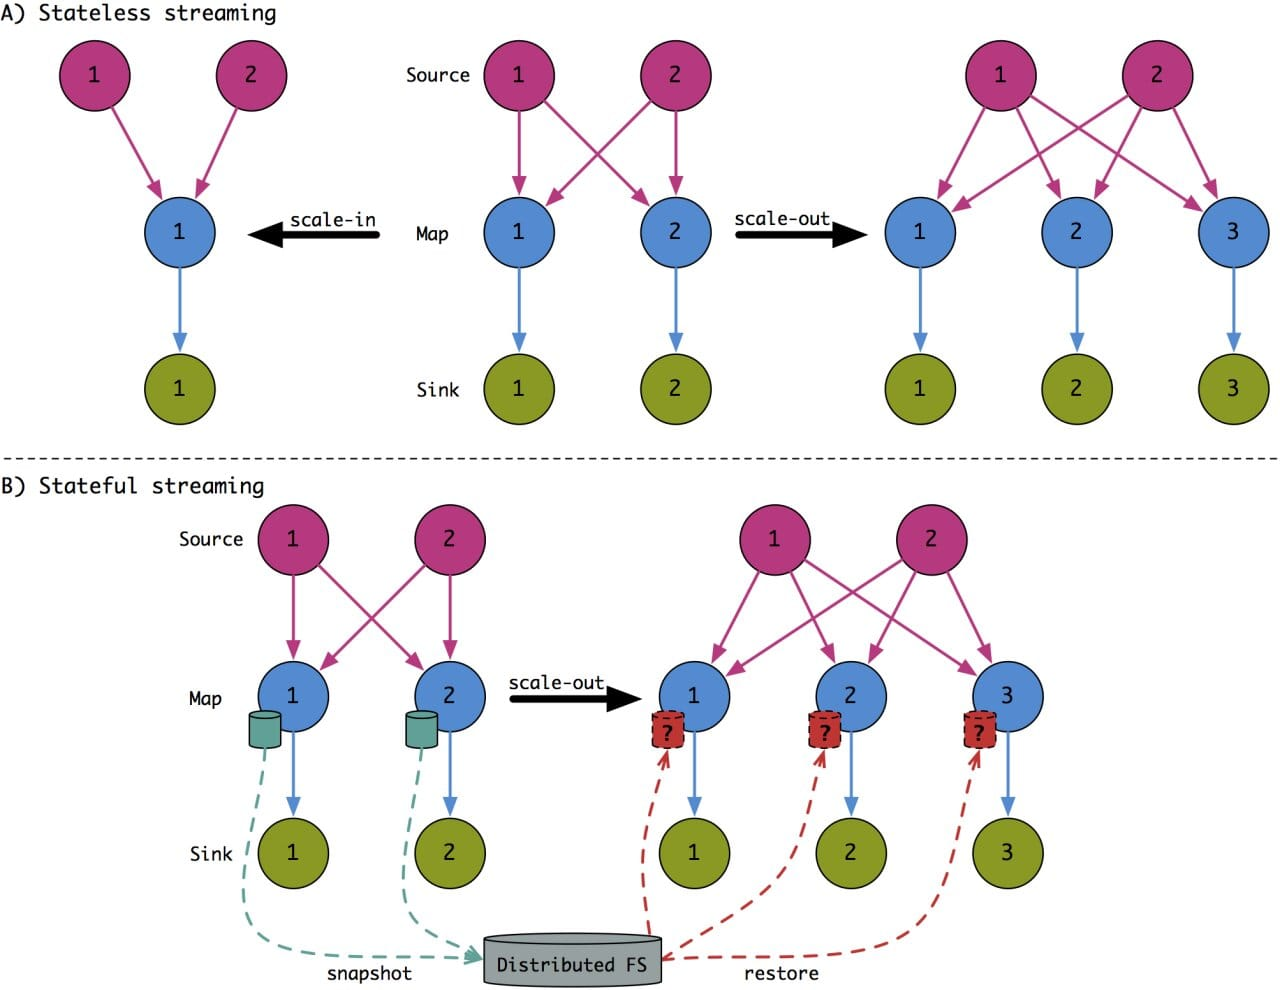 A) Stateless streaming
1 2 Source 1 2 1 2
1 scale-in Map 1 2 scale-out 1 2 3
1 Sink 1 2 1 2 3
B) Stateful streaming
Source 1 2 1 2
Map 1 2 scale-out 1 2 3
? ? ?
Sink 1 2 1 2 3
Distributed FS
snapshot restore